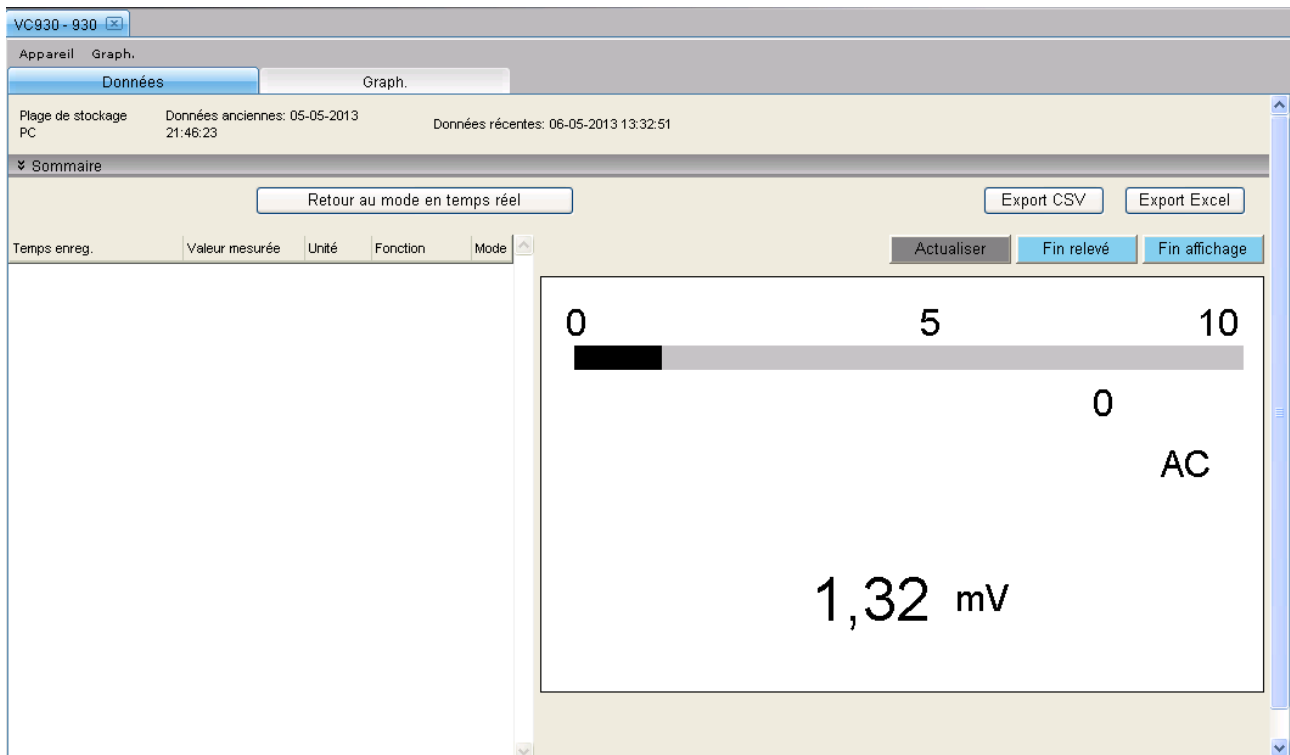 VC930 - 930
Appareil Graph.
Données Graph.
Plage de stockage PC
Données anciennes: 05-05-2013 21:46:23
Données récentes: 06-05-2013 13:32:51
Sommaire
Retour au mode en temps réel
Export CSV Export Excel
Temps enreg. Valeur mesurée Unité Fonction Mode
Actualiser Fin relevé Fin affichage
0 5 10
0
AC
1,32 mV